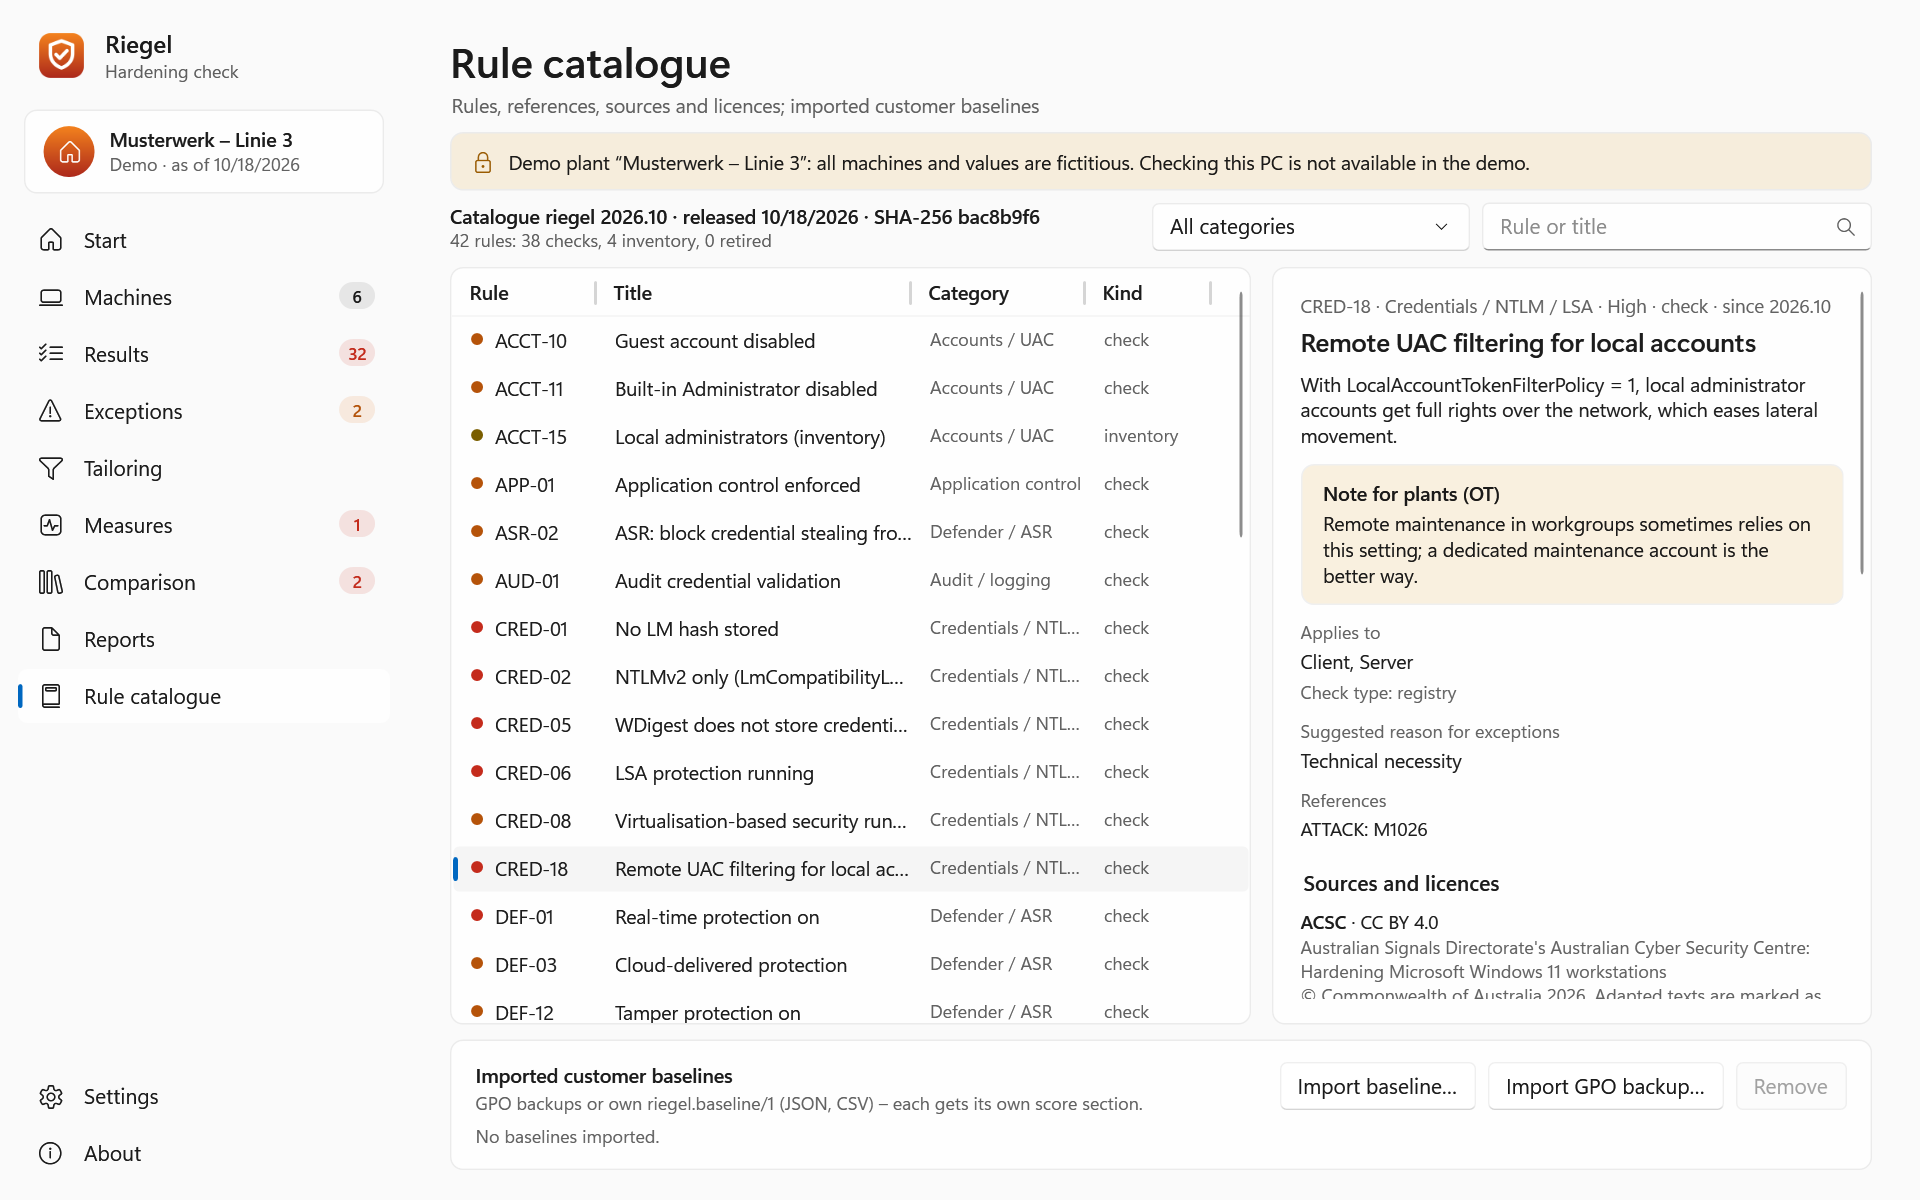 Riegel
Hardening check
Musterwerk – Linie 3
Demo · as of 10/18/2026
Start
Machines 6
Results 32
Exceptions 2
Tailoring
Measures 1
Comparison 2
Reports
Rule catalogue
Settings
About
Rule catalogue
Rules, references, sources and licences; imported customer baselines
Demo plant “Musterwerk – Linie 3”: all machines and values are fictitious. Checking this PC is not available in the demo.
Catalogue riegel 2026.10 · released 10/18/2026 · SHA-256 bac8b9f6
42 rules: 38 checks, 4 inventory, 0 retired
All categories
Rule or title
Rule Title Category Kind
ACCT-10 Guest account disabled Accounts / UAC check
ACCT-11 Built-in Administrator disabled Accounts / UAC check
ACCT-15 Local administrators (inventory) Accounts / UAC inventory
APP-01 Application control enforced Application control check
ASR-02 ASR: block credential stealing fro... Defender / ASR check
AUD-01 Audit credential validation Audit / logging check
CRED-01 No LM hash stored Credentials / NTL... check
CRED-02 NTLMv2 only (LmCompatibilityL... Credentials / NTL... check
CRED-05 WDigest does not store credenti... Credentials / NTL... check
CRED-06 LSA protection running Credentials / NTL... check
CRED-08 Virtualisation-based security run... Credentials / NTL... check
CRED-18 Remote UAC filtering for local ac... Credentials / NTL... check
DEF-01 Real-time protection on Defender / ASR check
DEF-03 Cloud-delivered protection Defender / ASR check
DEF-12 Tamper protection on Defender / ASR check
CRED-18 · Credentials / NTLM / LSA · High · check · since 2026.10
Remote UAC filtering for local accounts
With LocalAccountTokenFilterPolicy = 1, local administrator
accounts get full rights over the network, which eases lateral
movement.
Note for plants (OT)
Remote maintenance in workgroups sometimes relies on
this setting; a dedicated maintenance account is the
better way.
Applies to
Client, Server
Check type: registry
Suggested reason for exceptions
Technical necessity
References
ATTACK: M1026
Sources and licences
ACSC · CC BY 4.0
Australian Signals Directorate's Australian Cyber Security Centre:
Hardening Microsoft Windows 11 workstations
© Commonwealth of Australia 2026. Adapted texts are marked as
Imported customer baselines
GPO backups or own riegel.baseline/1 (JSON, CSV) – each gets its own score section.
No baselines imported.
Import baseline...
Import GPO backup...
Remove